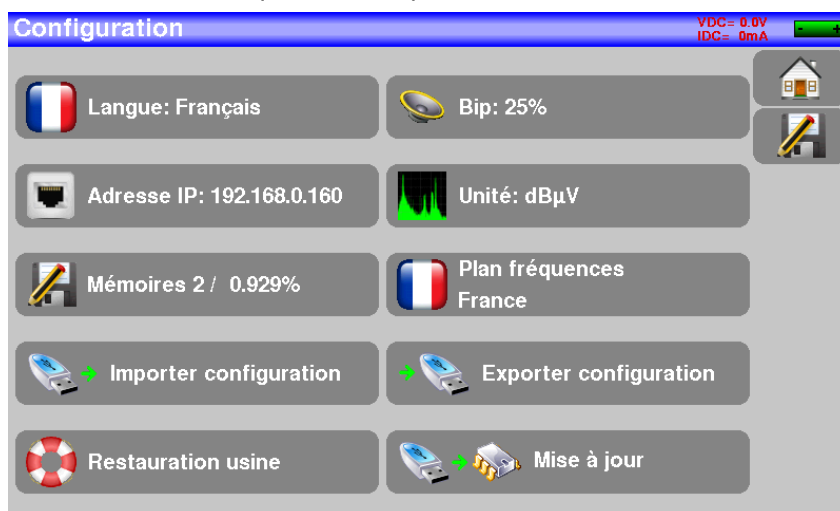 Configuration
VDC= 0.0V
IDC= 0mA
- +
Langue: Français
Bip: 25%
Adresse IP: 192.168.0.160
Unité: dBµV
Mémoires 2 / 0.929%
Plan fréquences
France
Importer configuration
Exporter configuration
Restauration usine
Mise à jour